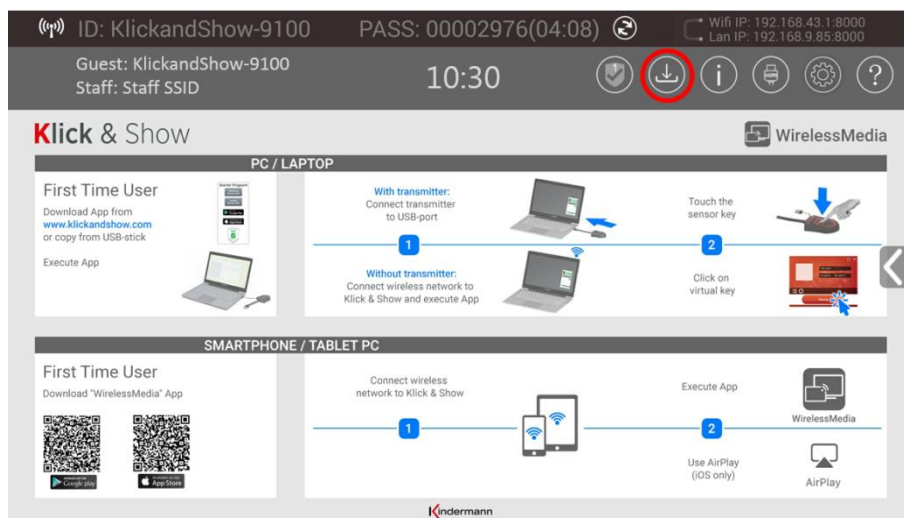 ID: KlickandShow-9100 PASS: 00002976(04:08) Wifi IP: 192.168.43.1:8000
Lan IP: 192.168.9.85:8000
Guest: KlickandShow-9100
Staff: Staff SSID
10:30
1
i
?
Klick & Show
WirelessMedia
PC / LAPTOP
First Time User
Download App from
www.klickandshow.com
or copy from USB-stick
Execute App
With transmitter:
Connect transmitter
to USB-port
1
Without transmitter:
Connect wireless network to
Klick & Show and execute App
Touch the
sensor key
2
Click on
virtual key
SMARTPHONE / TABLET PC
First Time User
Download "WirelessMedia" App
Google play
App Store
Connect wireless
network to Klick & Show
1
Execute App
WirelessMedia
2
Use AirPlay
(iOS only)
AirPlay
Kindermann